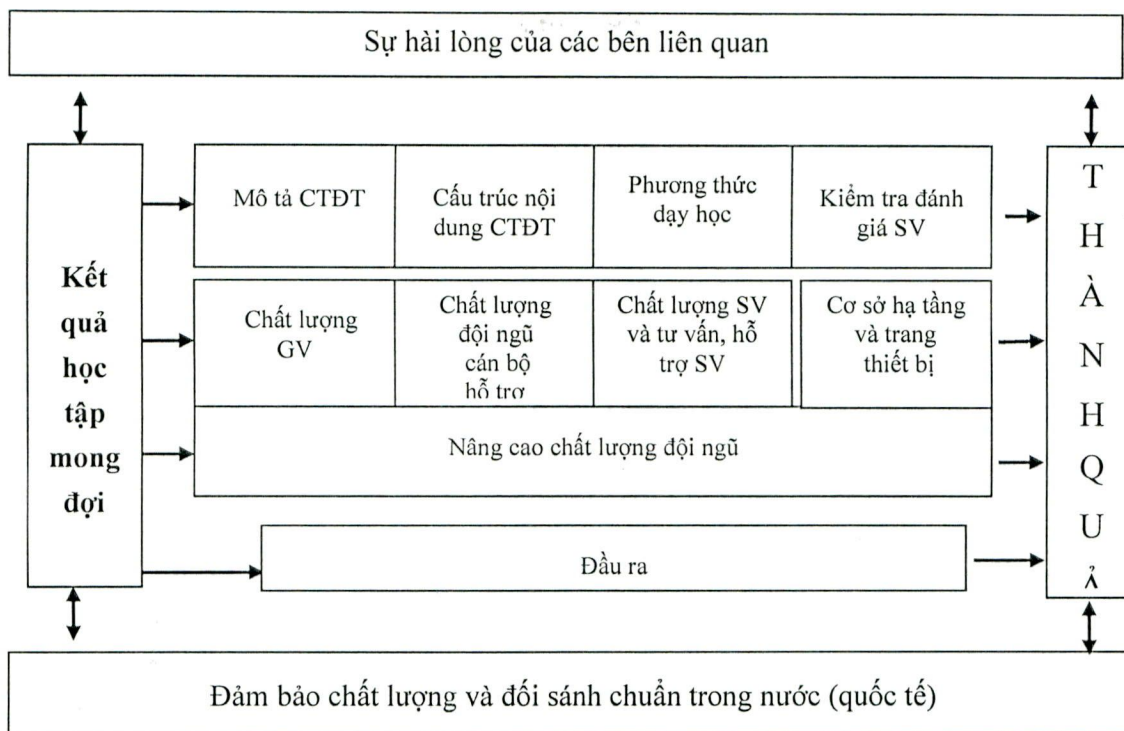 Sự hài lòng của các bên liên quan
Kết
quả
học
tập
mong
đợi
Mô tả CTĐT
Cấu trúc nội
dung CTĐT
Phương thức
dạy học
Kiểm tra đánh
giá SV
Chất lượng
GV
Chất lượng
đội ngũ
cán bộ
hỗ trợ
Chất lượng SV
và tư vấn, hỗ
trợ SV
Cơ sở hạ tầng
và trang
thiết bị
Nâng cao chất lượng đội ngũ
Đầu ra
T
H
À
N
H
Q
U
Ả
Đảm bảo chất lượng và đối sánh chuẩn trong nước (quốc tế)